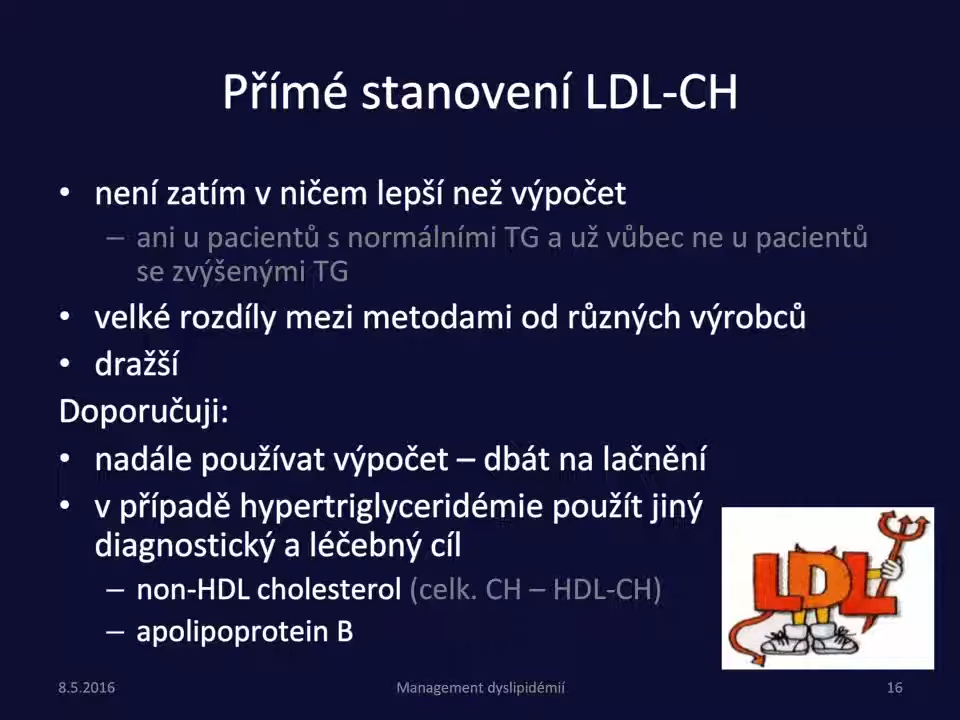 Přímé stanovení LDL-CH
• není zatím v ničem lepší než výpočet
– ani u pacientů s normálními TG a už vůbec ne u pacientů
se zvýšenými TG
• velké rozdíly mezi metodami od různých výrobců
• dražší
Doporučuji:
• nadále používat výpočet – dbát na lačnění
• v případě hypertriglyceridémie použít jiný
diagnostický a léčebný cíl
– non-HDL cholesterol (celk. CH – HDL-CH)
– apolipoprotein B
LDL
8.5.2016
Management dyslipidémií
16